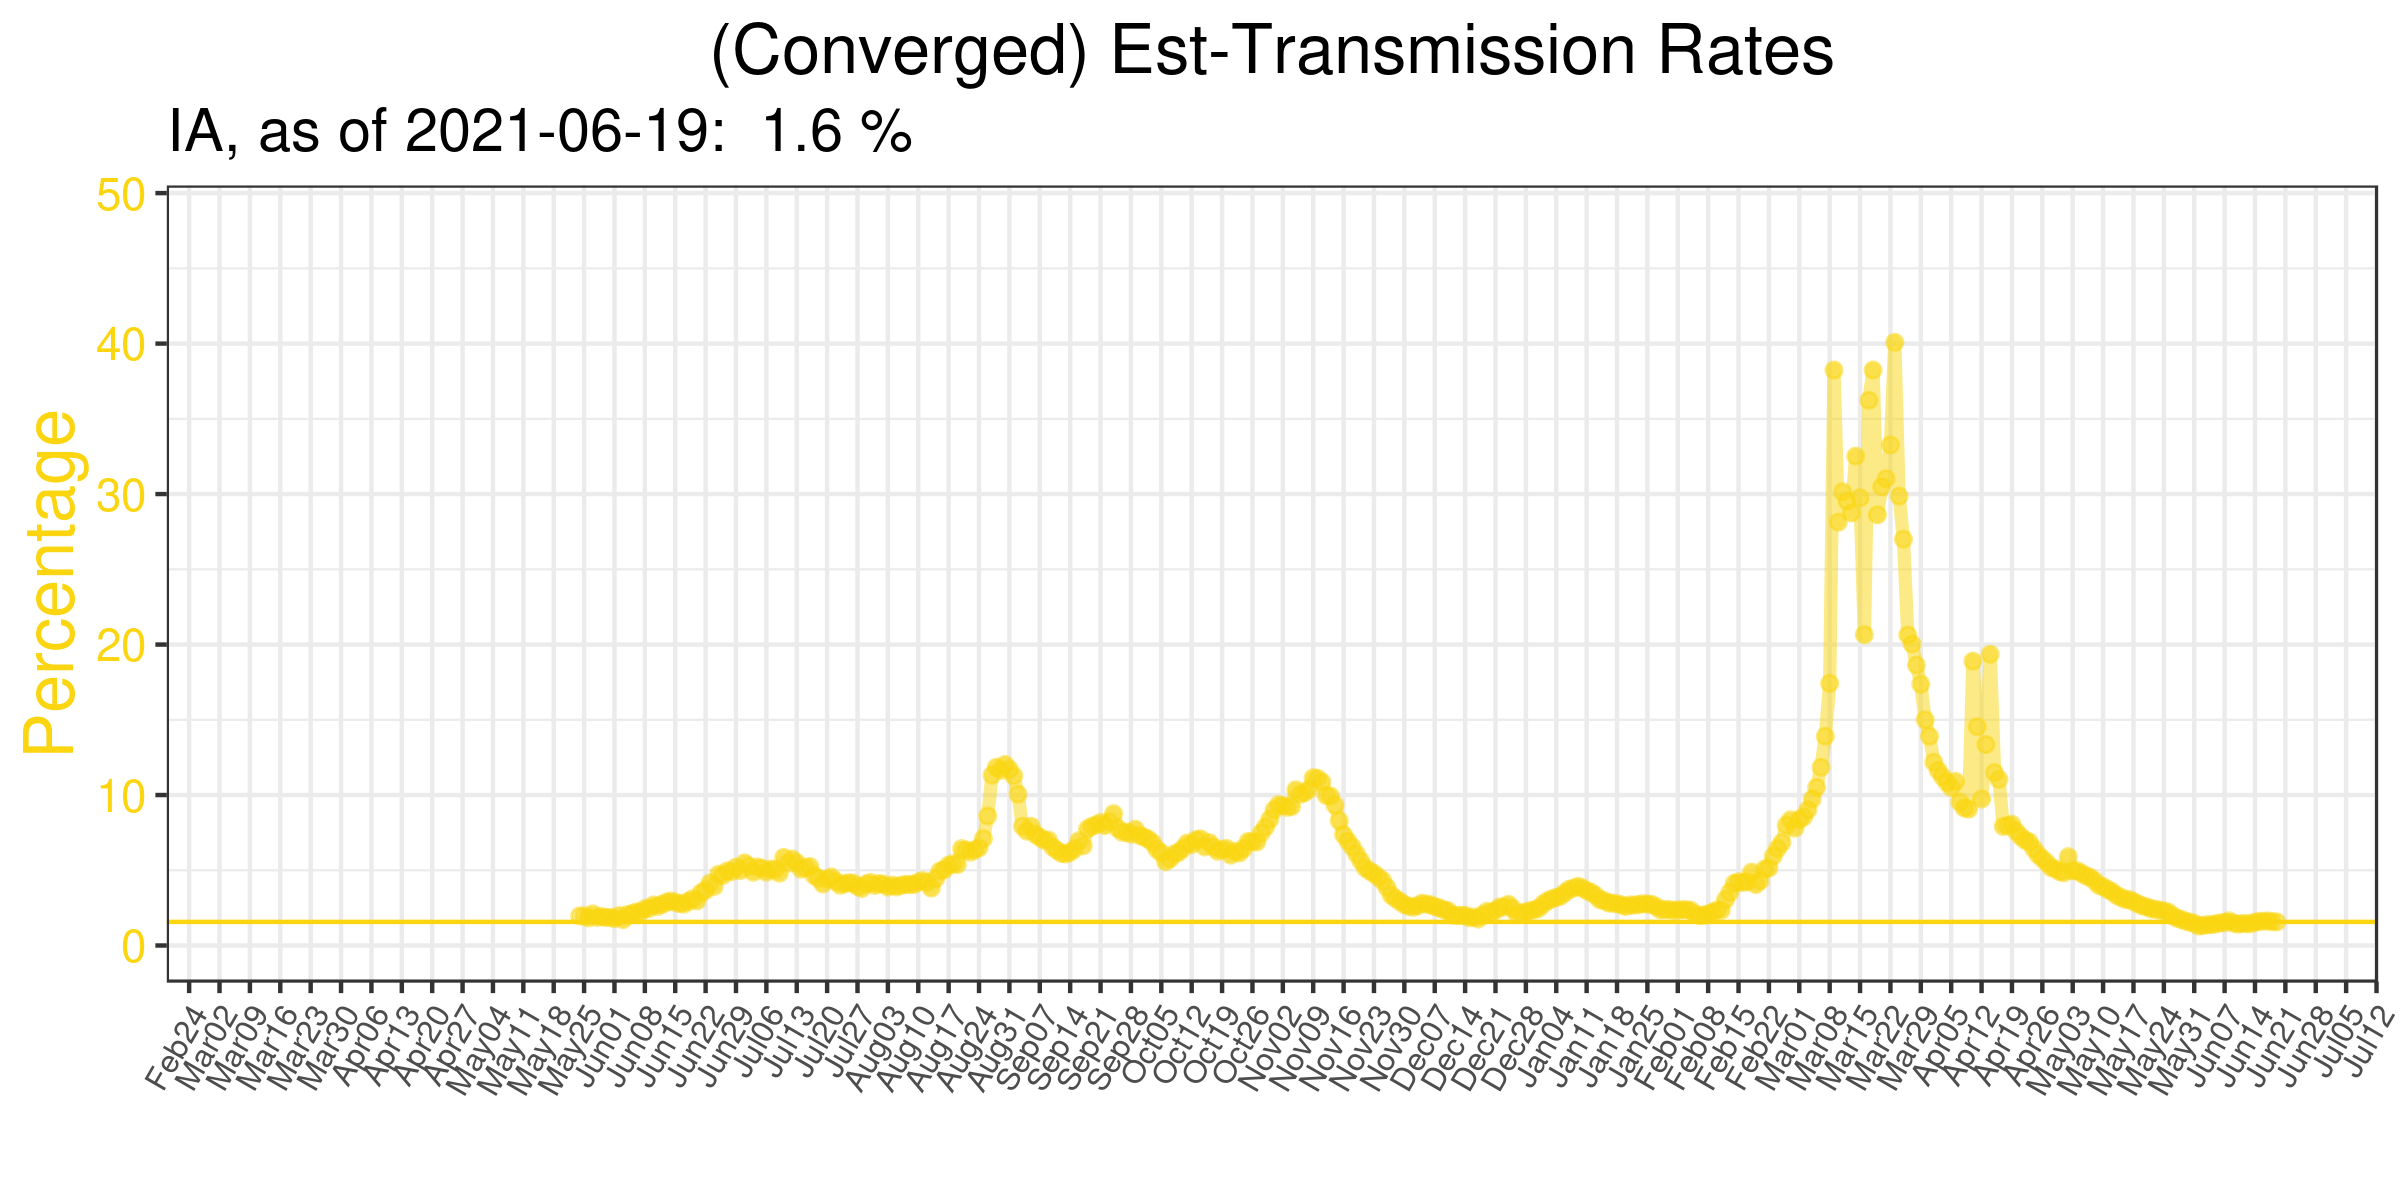 (Converged) Est-Transmission Rates
IA, as of 2021-06-19: 1.6 %
Percentage
50
40
30
20
10
0
Feb24
Mar02
Mar09
Mar16
Mar23
Mar30
Apr06
Apr13
Apr20
Apr27
May04
May11
May18
May25
Jun01
Jun08
Jun15
Jun22
Jun29
Jul06
Jul13
Jul20
Jul27
Aug03
Aug10
Aug17
Aug24
Aug31
Sep07
Sep14
Sep21
Sep28
Oct05
Oct12
Oct19
Oct26
Nov02
Nov09
Nov16
Nov23
Nov30
Dec07
Dec14
Dec21
Dec28
Jan04
Jan11
Jan18
Jan25
Feb01
Feb08
Feb15
Feb22
Mar01
Mar08
Mar15
Mar22
Mar29
Apr05
Apr12
Apr19
Apr26
May03
May10
May17
May24
May31
Jun07
Jun14
Jun21
Jun28
Jul05
Jul12